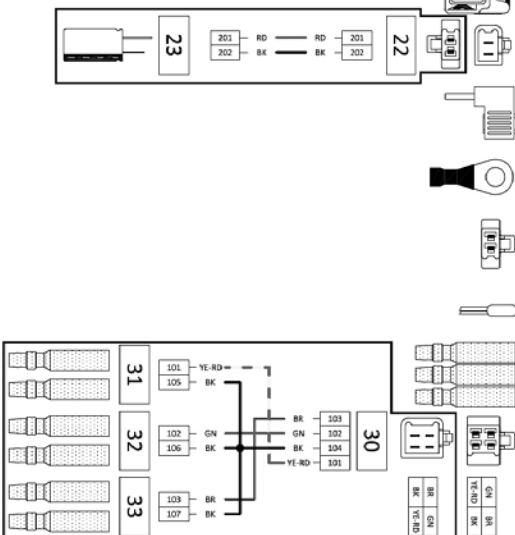 23
201 RD RD 201
202 BK BK 202
22
31
101 YE-RD
105 BK
32
102 GN
106 BK
33
103 BR
107 BK
BR 103
GN 102
BK 104
YE-RD 101
30
BR GN
BK YE-RD
GN BR
YE-RD BK